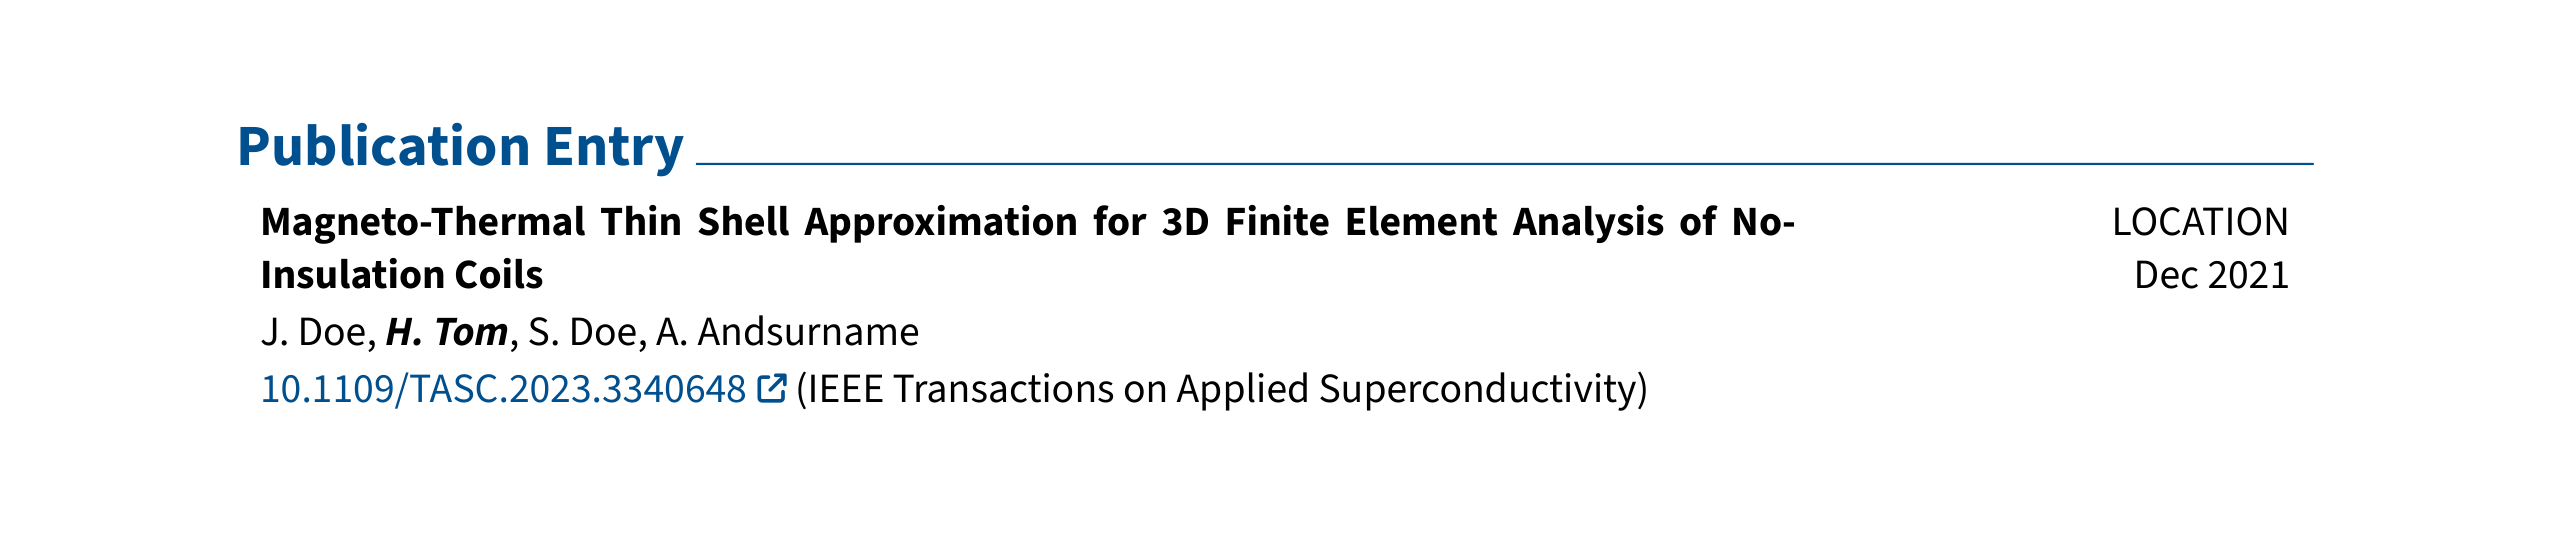 Publication Entry
Magneto-Thermal Thin Shell Approximation for 3D Finite Element Analysis of No-
Insulation Coils
LOCATION
Dec 2021
J. Doe, H. Tom, S. Doe, A. Andsurname
10.1109/TASC.2023.3340648 (IEEE Transactions on Applied Superconductivity)